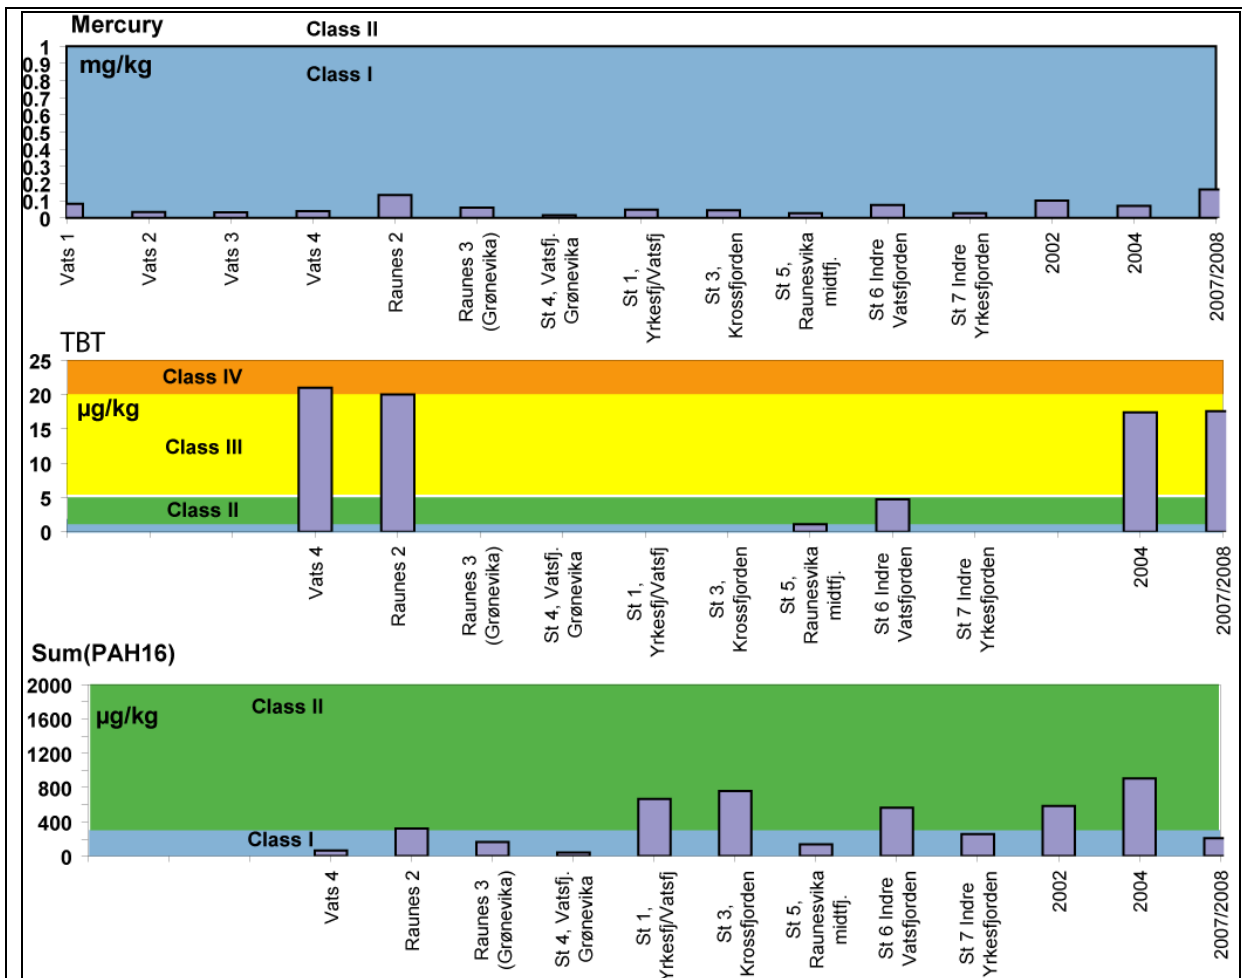 Mercury
Class II
mg/kg
Class I
1
0.9
0.8
0.7
0.6
0.5
0.4
0.3
0.2
0.1
0
Vats 1
Vats 2
Vats 3
Vats 4
Raunes 2
Raunes 3
(Grønevika)
St 4, Vatsfj.
Grønevika
St 1,
Yrkesfj/Vatsfj
St 3,
Krossfjorden
St 5,
Raunesvika
midtfj.
St 6 Indre
Vatsfjorden
St 7 Indre
Yrkesfjorden
2002
2004
2007/2008
TBT
25
20
15
10
5
0
Class IV
µg/kg
Class III
Class II
Vats 4
Raunes 2
Raunes 3
(Grønevika)
St 4, Vatsfj.
Grønevika
St 1,
Yrkesfj/Vatsfj
St 3,
Krossfjorden
St 5,
Raunesvika
midtfj.
St 6 Indre
Vatsfjorden
St 7 Indre
Yrkesfjorden
2004
2007/2008
Sum(PAH16)
2000
1600
1200
800
400
0
µg/kg
Class II
Class I
Vats 4
Raunes 2
Raunes 3
(Grønevika)
St 4, Vatsfj.
Grønevika
St 1,
Yrkesfj/Vatsfj
St 3,
Krossfjorden
St 5,
Raunesvika
midtfj.
St 6 Indre
Vatsfjorden
St 7 Indre
Yrkesfjorden
2002
2004
2007/2008